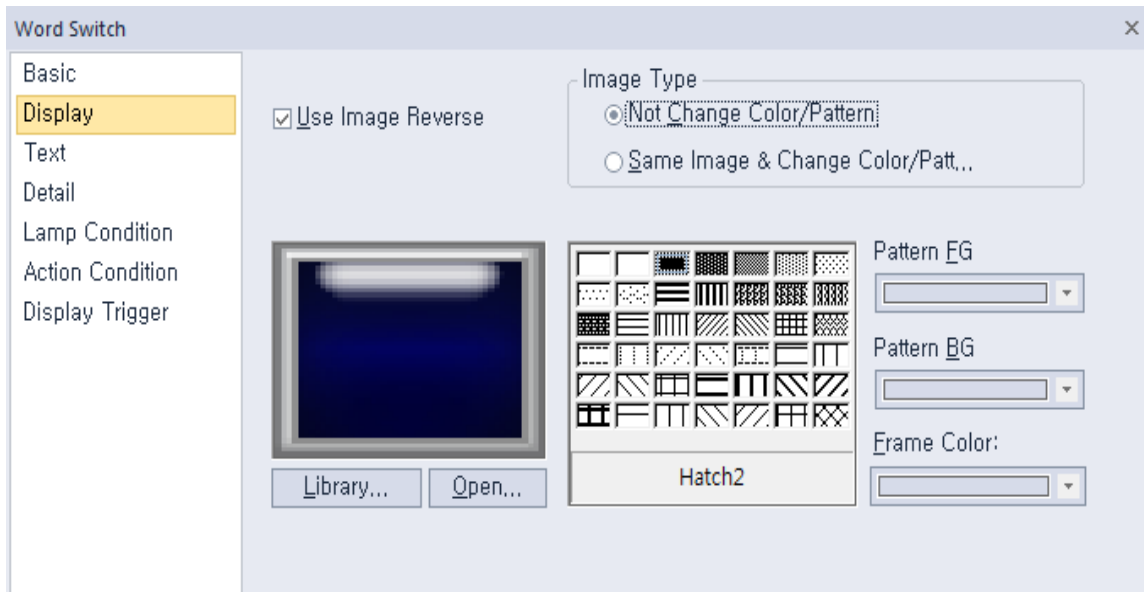 Word Switch
Basic
Display
Text
Detail
Lamp Condition
Action Condition
Display Trigger
Use Image Reverse
Image Type
Not Change Color/Pattern
Same Image & Change Color/Patt...
Library...
Open...
Hatch2
Pattern FG
Pattern BG
Frame Color: